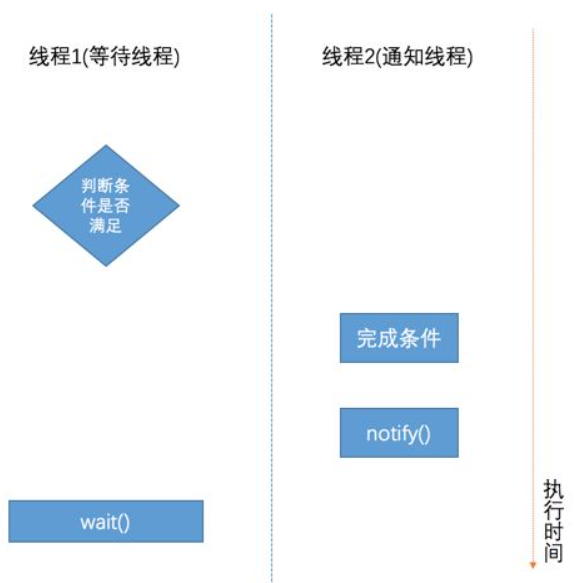 线程1(等待线程)
线程2(通知线程)
判断条
件是否
满足
完成条件
notify()
wait()
执行时间